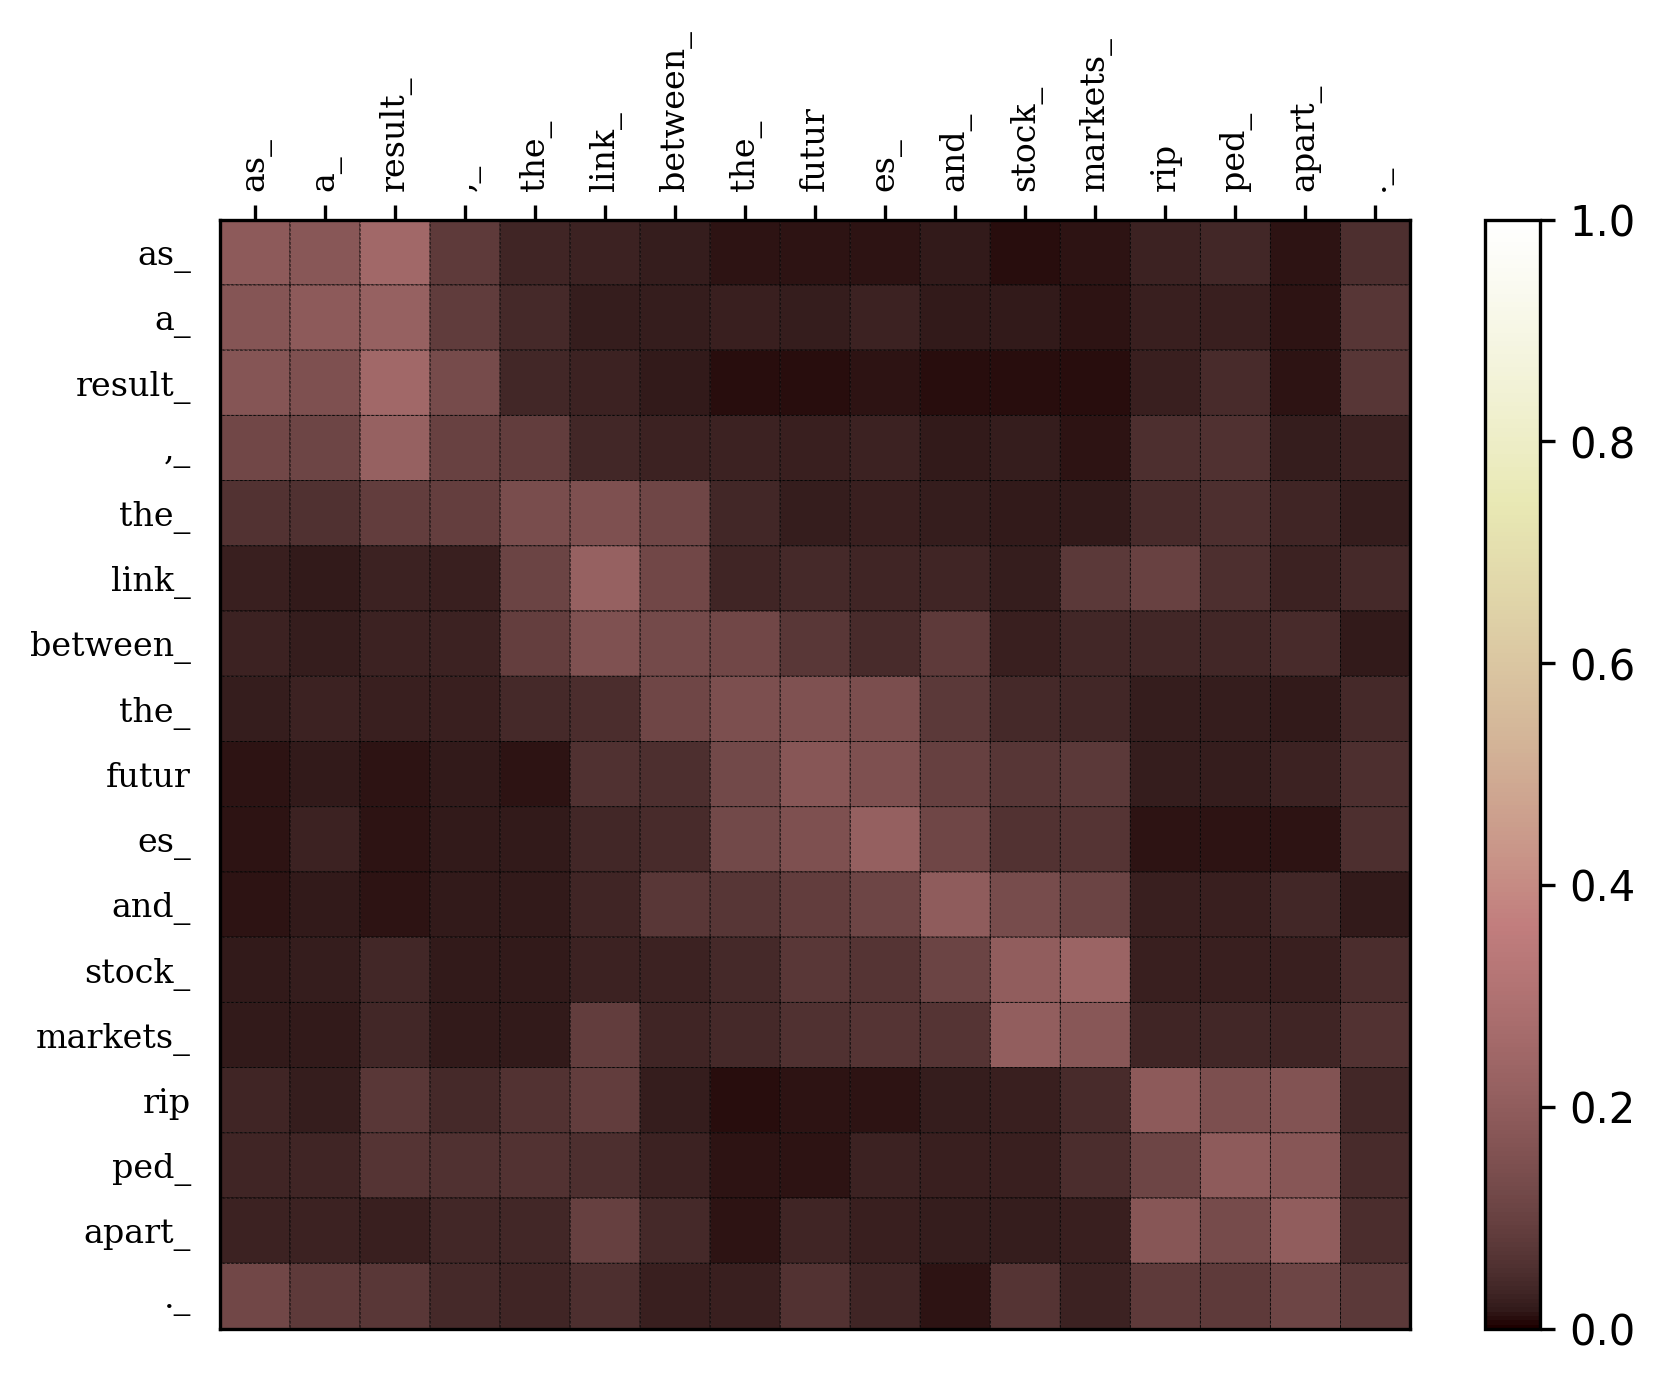 as_ a_ result_ ,_ the_ link_ between_ the_ futur es_ and_ stock_ markets_ rip ped_ apart_ ._
as_
a_
result_
,_
the_
link_
between_
the_
futur
es_
and_
stock_
markets_
rip
ped_
apart_
._
1.0
0.8
0.6
0.4
0.2
0.0